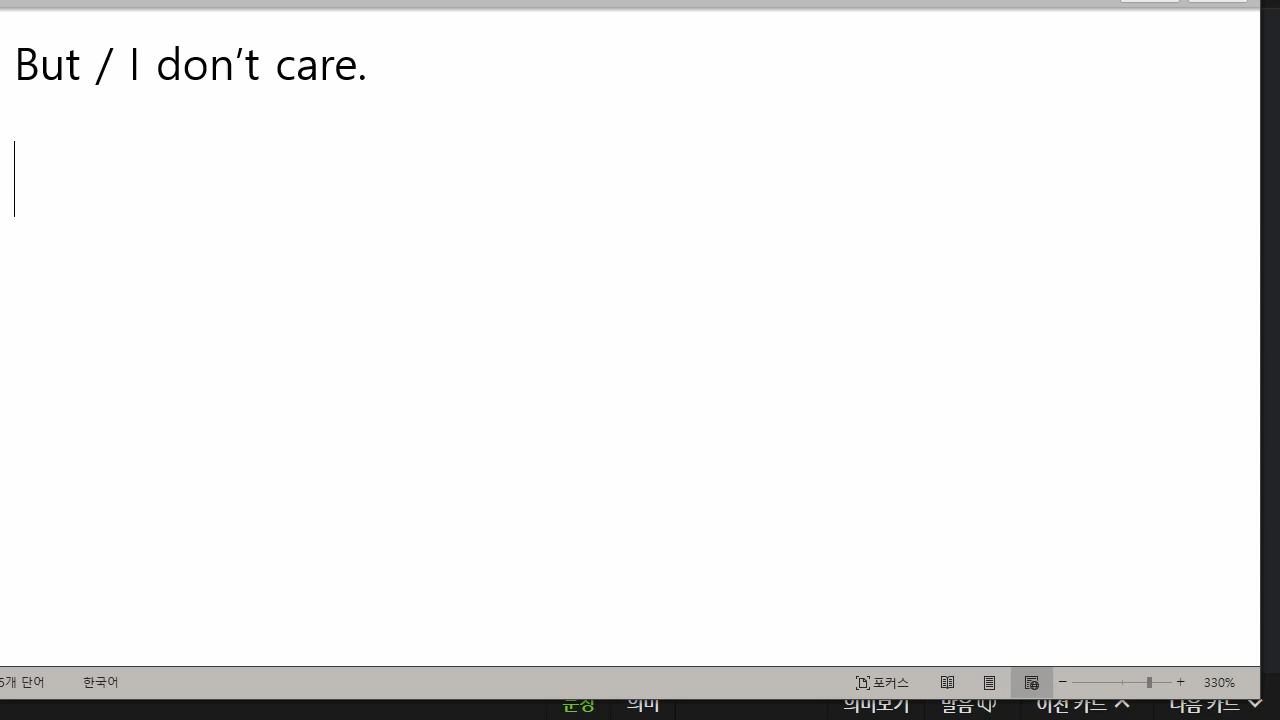 But / I don’t care.
5개 단어 한국어 포커스 330%
문장 의미 의미보기 발음 이전 카드 다음 카드